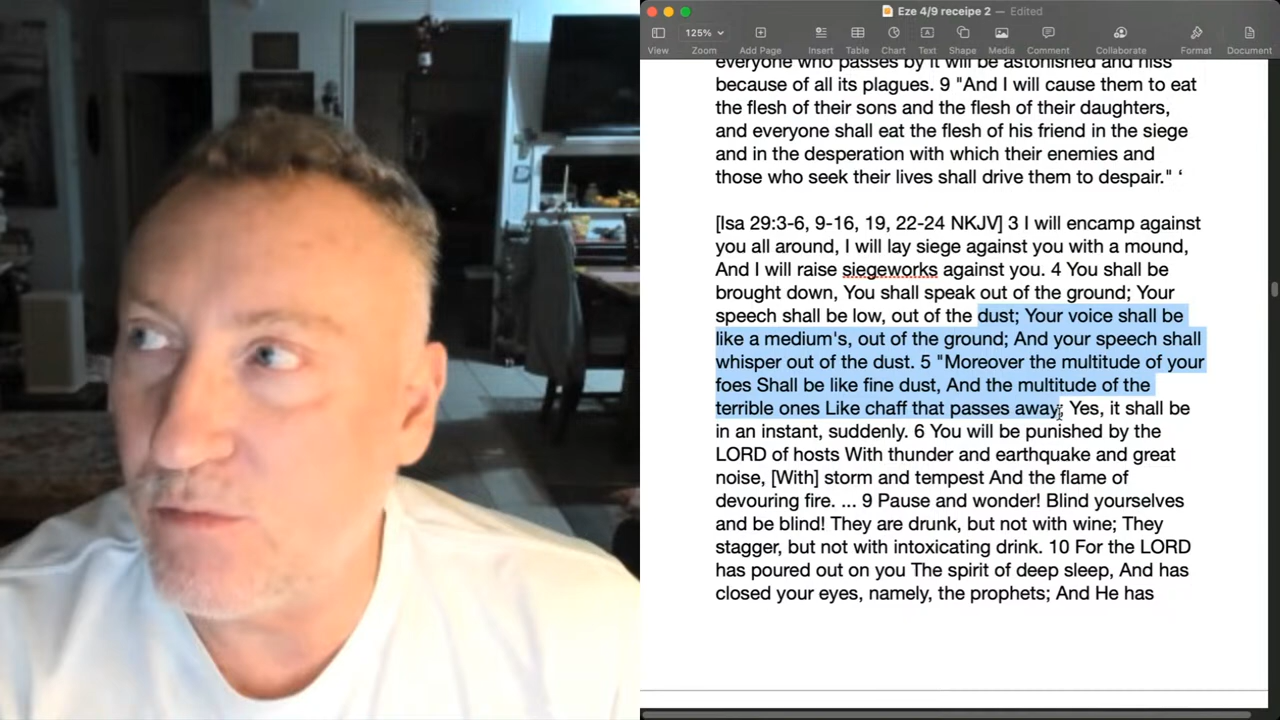 Eze 4/9 receipe 2 — Edited
125%
View Zoom Add Page Insert Table Chart Text Shape Media Comment Collaborate Format Document
everyone who passes by it will be astonished and hiss
because of all its plagues. 9 "And I will cause them to eat
the flesh of their sons and the flesh of their daughters,
and everyone shall eat the flesh of his friend in the siege
and in the desperation with which their enemies and
those who seek their lives shall drive them to despair." ‘
[Isa 29:3-6, 9-16, 19, 22-24 NKJV] 3 I will encamp against
you all around, I will lay siege against you with a mound,
And I will raise siegeworks against you. 4 You shall be
brought down, You shall speak out of the ground; Your
speech shall be low, out of the dust; Your voice shall be
like a medium's, out of the ground; And your speech shall
whisper out of the dust. 5 "Moreover the multitude of your
foes Shall be like fine dust, And the multitude of the
terrible ones Like chaff that passes away; Yes, it shall be
in an instant, suddenly. 6 You will be punished by the
LORD of hosts With thunder and earthquake and great
noise, [With] storm and tempest And the flame of
devouring fire. ... 9 Pause and wonder! Blind yourselves
and be blind! They are drunk, but not with wine; They
stagger, but not with intoxicating drink. 10 For the LORD
has poured out on you The spirit of deep sleep, And has
closed your eyes, namely, the prophets; And He has